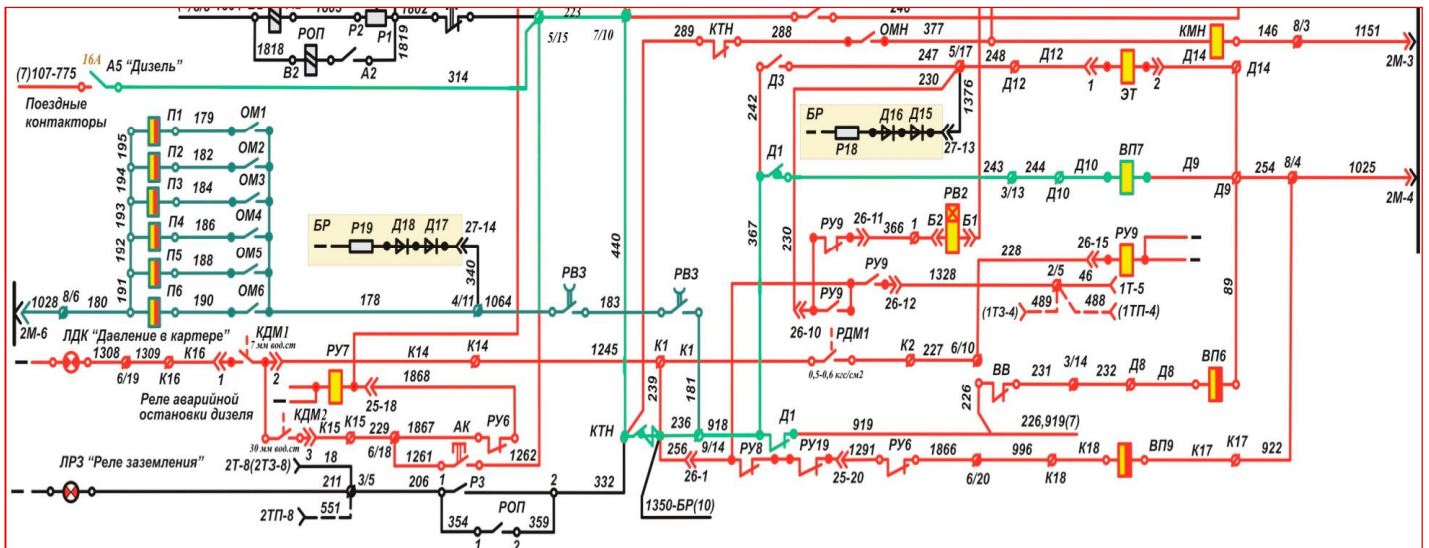 1802
223
240
Р2
Р1
1818
РОП
1819
В2
А2
5/15
7/10
289
КТН
288
ОМН
377
КМН
146
8/3
1151
2М-3
16А
(7)107-775
А5 “Дизель”
314
247
5/17
248
Д12
Д14
Д3
230
Д12
1
ЭТ
2
Д14
Поездные
контакторы
242
1376
П1
179
ОМ1
195
БР
Д16
Д15
Р18
27-13
П2
182
ОМ2
194
Д1
243
244
Д10
ВП7
Д9
254
8/4
1025
3/13
Д10
Д9
2М-4
П3
184
ОМ3
193
П4
186
ОМ4
192
БР
Р19
Д18
Д17
27-14
340
440
367
230
РУ9
26-11
366
1
Б2
РВ2
Б1
П5
188
ОМ5
191
228
26-15
РУ9
П6
190
ОМ6
РВ3
РВ3
РУ9
1328
2/5
46
1Т-5
89
1028
8/6
180
178
4/11
1064
183
РУ9
26-12
489
488
(1ТЗ-4)
(1ТП-4)
2М-6
26-10
РДМ1
ЛДК “Давление в картере”
КДМ1
7 мм вод.ст
1308
1309
К16
РУ7
К14
К14
1245
К1
К1
К2
227
6/10
6/19
К16
1
2
1868
239
181
0,5-0,6 кгс/см2
ВВ
231
3/14
232
Д8
Д8
ВП6
Реле аварийной
остановки дизеля
25-18
226
КДМ2
К15
К15
229
1867
АК
РУ6
КТН
236
918
Д1
919
226,919(7)
30 мм вод.ст
3
6/18
1261
1262
256
9/14
РУ8
РУ19
1291
РУ6
1866
996
К18
ВП9
К17
К17
922
26-1
25-20
6/20
К18
ЛРЗ “Реле заземления”
2Т-8(2ТЗ-8)
18
211
3/5
206
1
РЗ
2
332
2ТП-8
551
354
РОП
359
1
2
1350-БР(10)